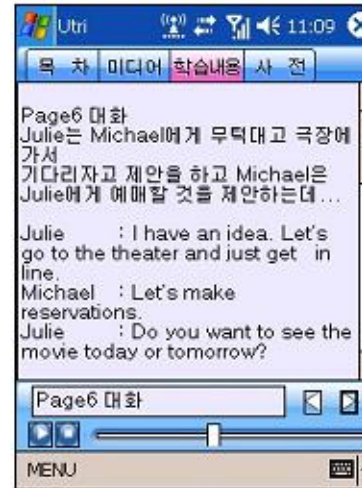 Utri 11:09
목 차 미디어 학습내용 사 전
Page6 대화
Julie는 Michael에게 무턱대고 극장에
가서
기다리자고 제안을 하고 Michael은
Julie에게 예매할 것을 제안하는데...
Julie : I have an idea. Let's
go to the theater and just get in
line.
Michael : Let's make
reservations.
Julie : Do you want to see the
movie today or tomorrow?
Page6 대화
MENU